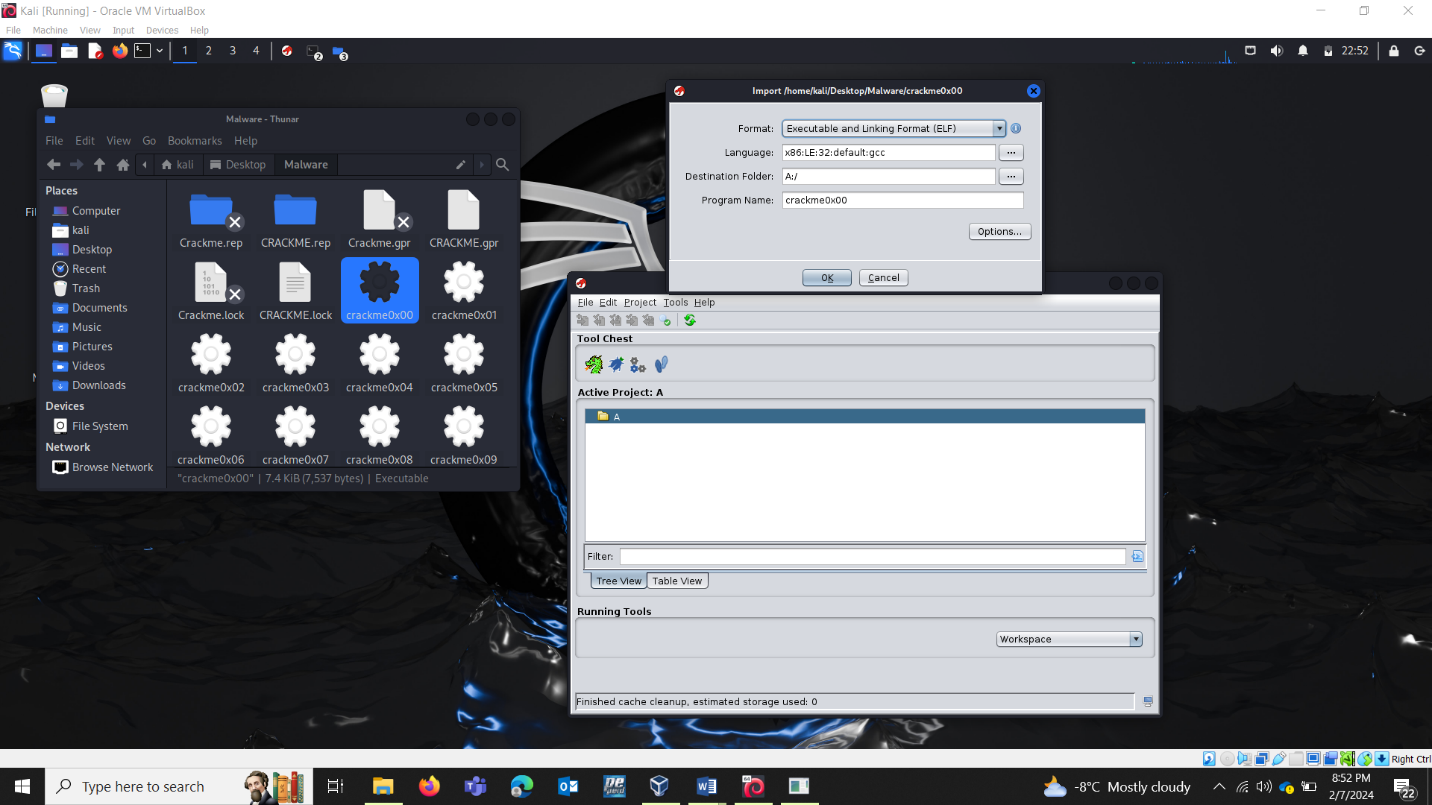 Kali [Running] - Oracle VM VirtualBox
File Machine View Input Devices Help
1 2 3 4 2 3 22:52
Import /home/kali/Desktop/Malware/crackme0x00
Format: Executable and Linking Format (ELF)
Language: x86:LE:32:default:gcc ...
Destination Folder: A:/ ...
Program Name: crackme0x00
Options...
OK Cancel
Malware - Thunar
File Edit View Go Bookmarks Help
kali Desktop Malware
Places
Computer
kali
Desktop
Recent
Trash
Documents
Music
Pictures
Videos
Downloads
Devices
File System
Network
Browse Network
Crackme.rep CRACKME.rep Crackme.gpr CRACKME.gpr
Crackme.lock CRACKME.lock crackme0x00 crackme0x01
crackme0x02 crackme0x03 crackme0x04 crackme0x05
crackme0x06 crackme0x07 crackme0x08 crackme0x09
"crackme0x00" | 7.4 KiB (7,537 bytes) | Executable
File Edit Project Tools Help
Tool Chest
Active Project: A
A
Filter:
Tree View Table View
Running Tools
Workspace
Finished cache cleanup, estimated storage used: 0
Right Ctrl
Type here to search
-8°C Mostly cloudy
8:52 PM
2/7/2024
22